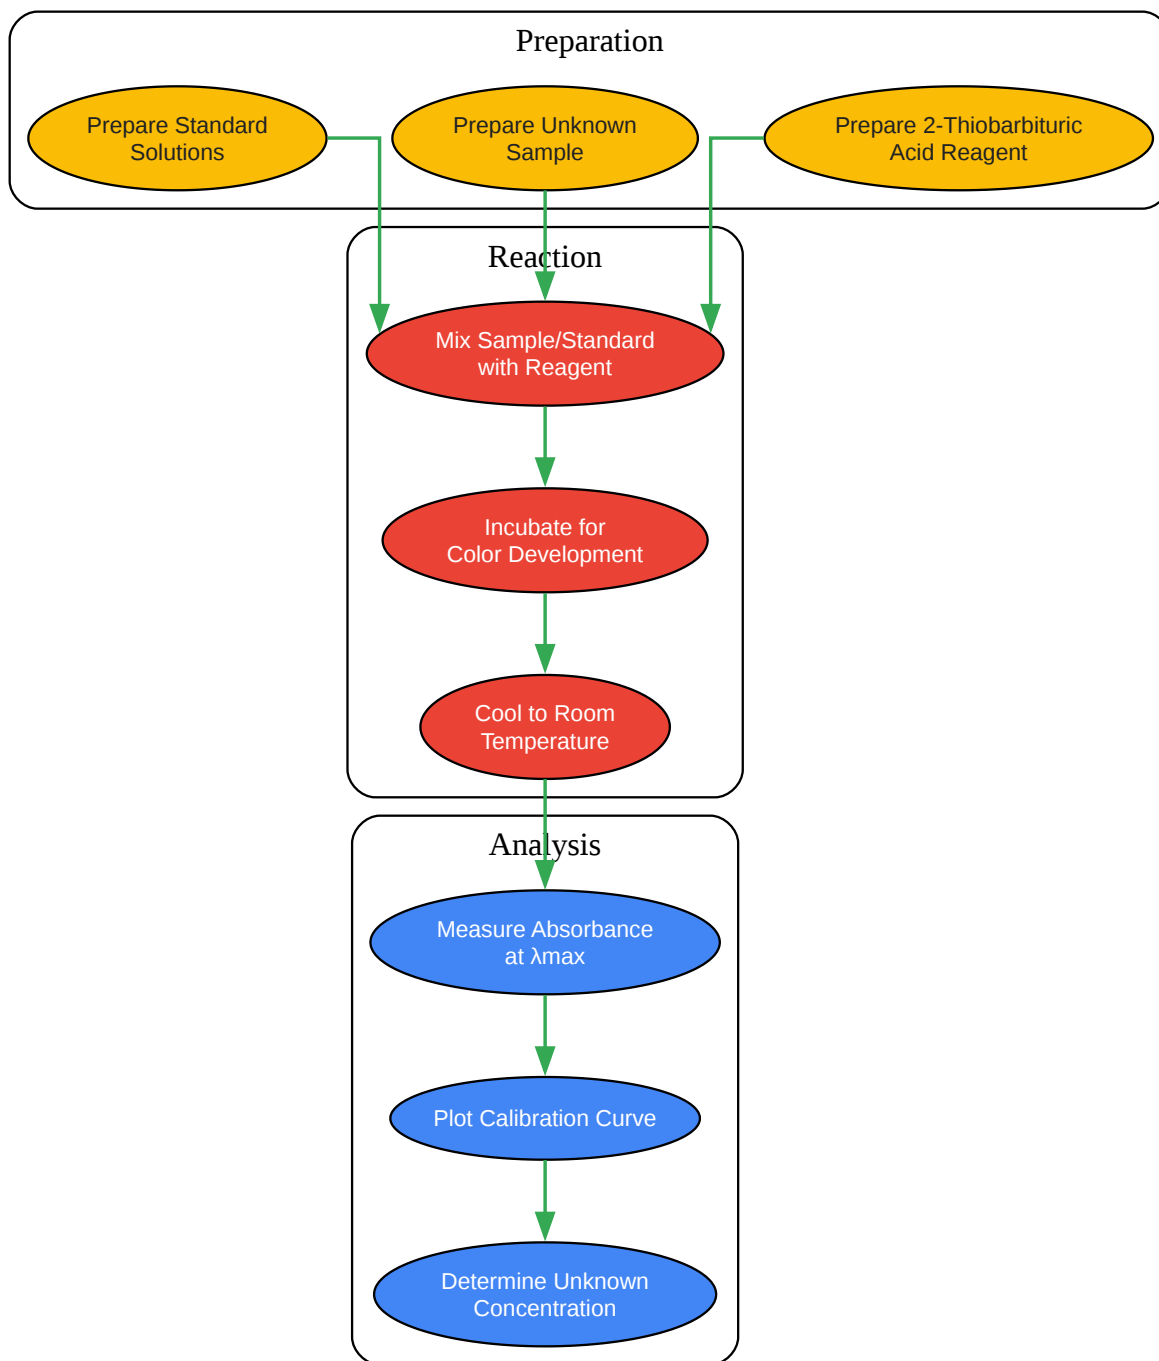 Preparation
Prepare Standard
Solutions
Prepare Unknown
Sample
Prepare 2-Thiobarbituric
Acid Reagent
Reaction
Mix Sample/Standard
with Reagent
Incubate for
Color Development
Cool to Room
Temperature
Analysis
Measure Absorbance
at λmax
Plot Calibration Curve
Determine Unknown
Concentration